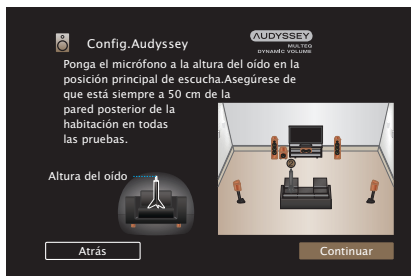 Config.Audyssey
AUDYSSEY
MULTEQ
DYNAMIC VOLUME
Ponga el micrófono a la altura del oído en la
posición principal de escucha.Asegúrese de
que está siempre a 50 cm de la
pared posterior de la
habitación en todas
las pruebas.
Altura del oído
Atrás
Continuar